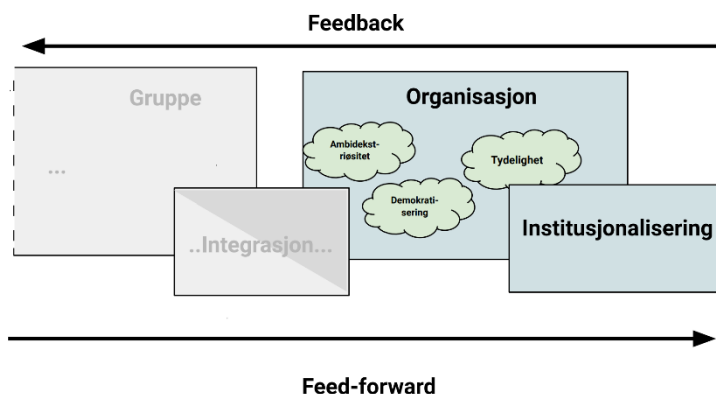 Feedback
Gruppe
...
..Integrasjon...
Organisasjon
Ambidekst-
riøsitet
Tydelighet
Demokrati-
sering
Institusjonalisering
Feed-forward